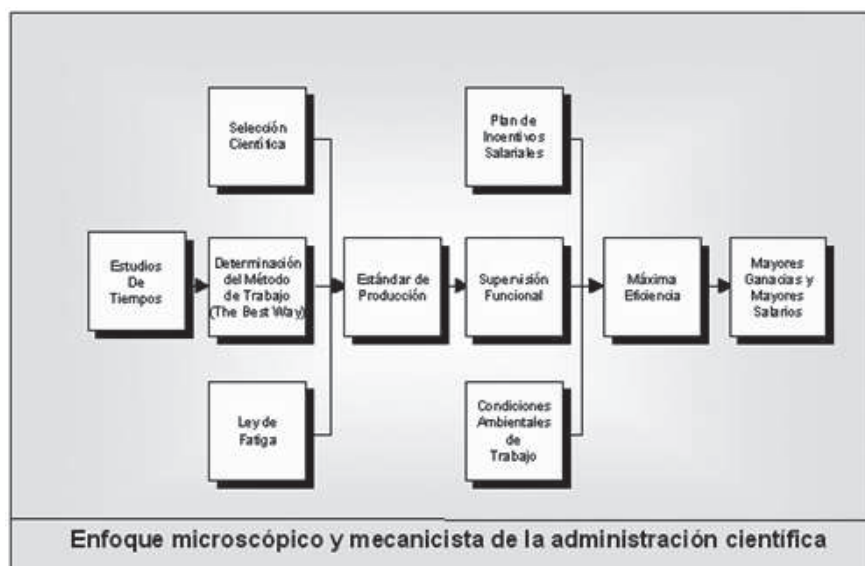 Selección
Científica
Plan de
Incentivos
Salariales
Estudios
De
Tiempos
Determinación
del Método
de Trabajo
(The Best Way)
Estándar de
Producción
Supervisión
Funcional
Máxima
Eficiencia
Mayores
Ganacias y
Mayores
Salarios
Ley de
Fatiga
Condiciones
Ambientales
de
Trabajo
Enfoque microscópico y mecanicista de la administración científica